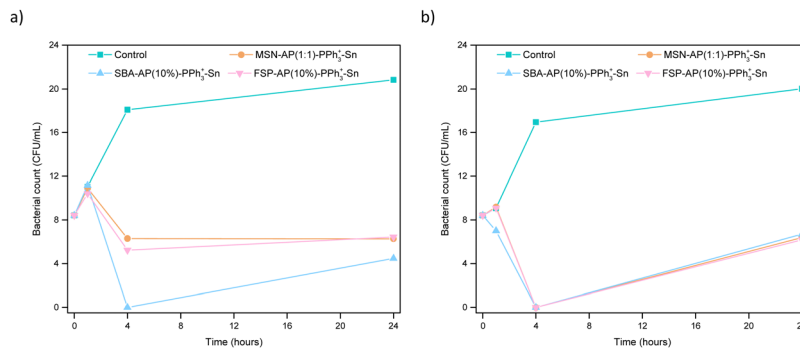 a)
24
20
16
12
8
4
0
Bacterial count (CFU/mL)
Control
MSN-AP(1:1)-PPh₃⁺-Sn
SBA-AP(10%)-PPh₃⁺-Sn
FSP-AP(10%)-PPh₃⁺-Sn
0 4 8 12 16 20 24
Time (hours)
b)
24
20
16
12
8
4
0
Bacterial count (CFU/mL)
Control
MSN-AP(1:1)-PPh₃⁺-Sn
SBA-AP(10%)-PPh₃⁺-Sn
FSP-AP(10%)-PPh₃⁺-Sn
0 4 8 12 16 20
Time (hours)